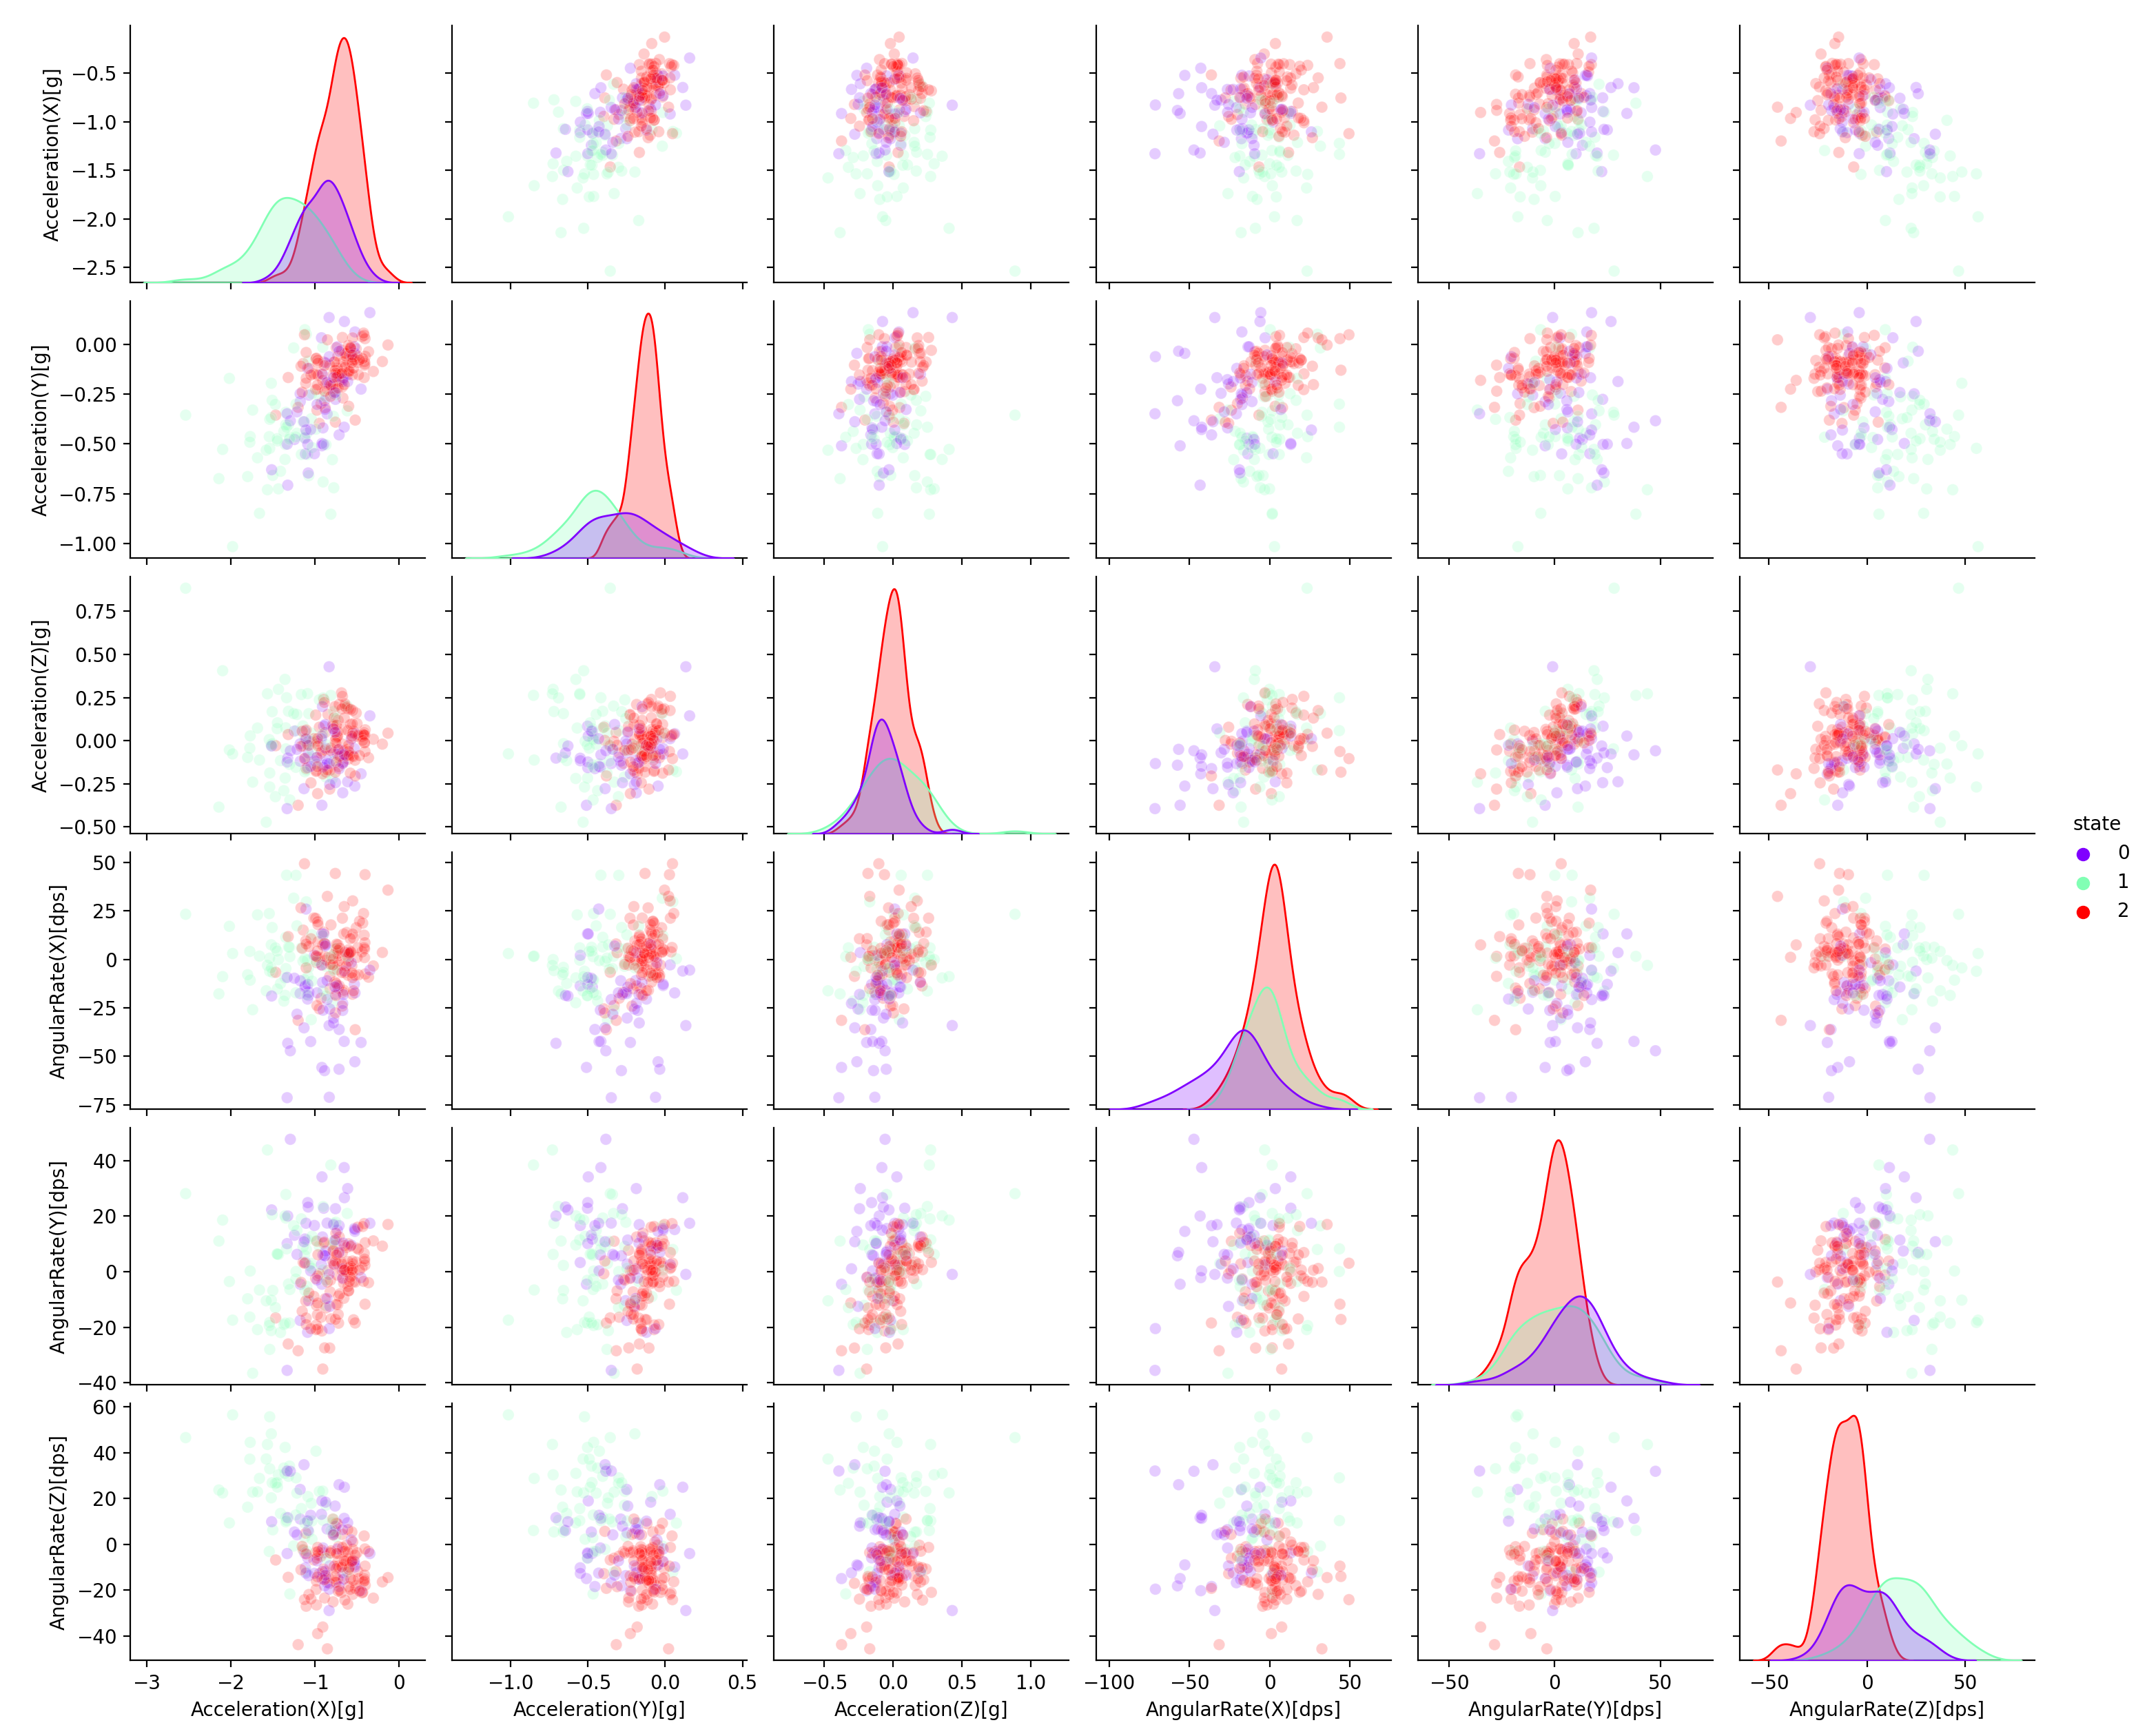 Acceleration(X)[g]
−0.5
−1.0
−1.5
−2.0
−2.5
Acceleration(Y)[g]
0.00
−0.25
−0.50
−0.75
−1.00
Acceleration(Z)[g]
0.75
0.50
0.25
0.00
−0.25
−0.50
AngularRate(X)[dps]
50
25
0
−25
−50
−75
AngularRate(Y)[dps]
40
20
0
−20
−40
AngularRate(Z)[dps]
60
40
20
0
−20
−40
−3 −2 −1 0
−1.0 −0.5 0.0 0.5
−0.5 0.0 0.5 1.0
−100 −50 0 50
−50 0 50
−50 0 50
Acceleration(X)[g]
Acceleration(Y)[g]
Acceleration(Z)[g]
AngularRate(X)[dps]
AngularRate(Y)[dps]
AngularRate(Z)[dps]
state
0
1
2